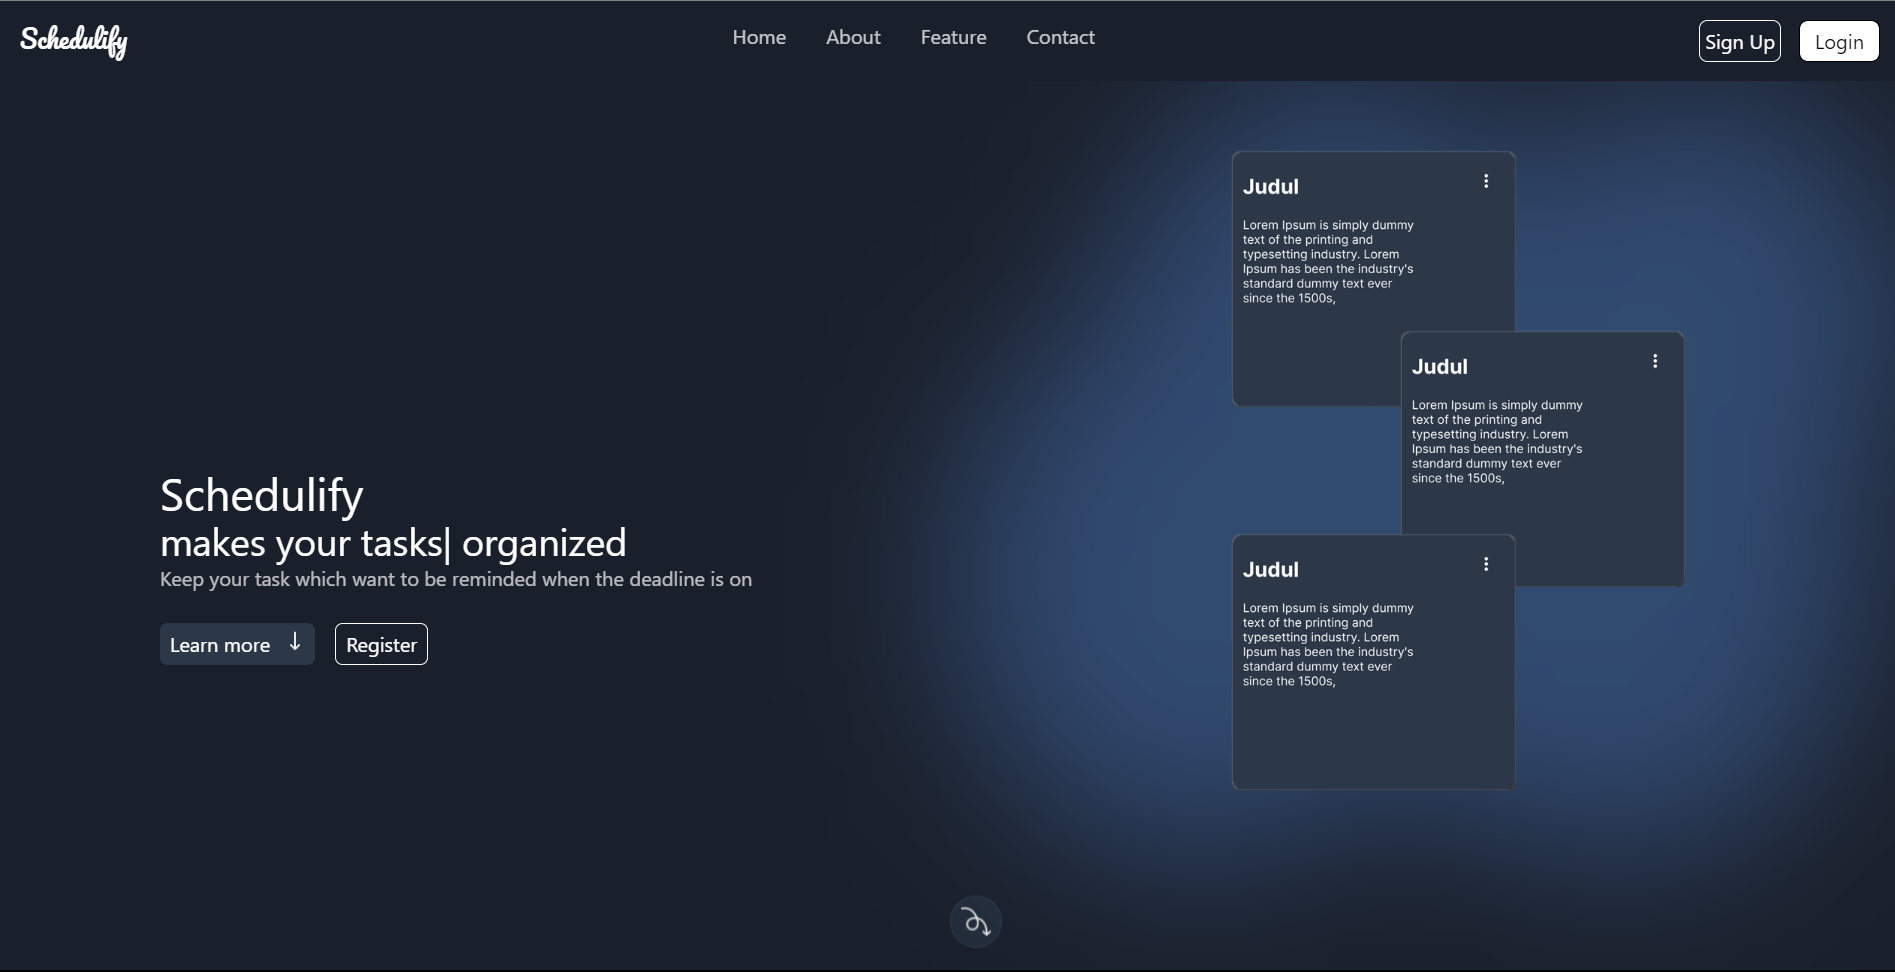 Schedulify
Home
About
Feature
Contact
Sign Up
Login
Schedulify
makes your tasks| organized
Keep your task which want to be reminded when the deadline is on
Learn more ↓
Register
Judul
Lorem Ipsum is simply dummy
text of the printing and
typesetting industry. Lorem
Ipsum has been the industry's
standard dummy text ever
since the 1500s,
Judul
Lorem Ipsum is simply dummy
text of the printing and
typesetting industry. Lorem
Ipsum has been the industry's
standard dummy text ever
since the 1500s,
Judul
Lorem Ipsum is simply dummy
text of the printing and
typesetting industry. Lorem
Ipsum has been the industry's
standard dummy text ever
since the 1500s,